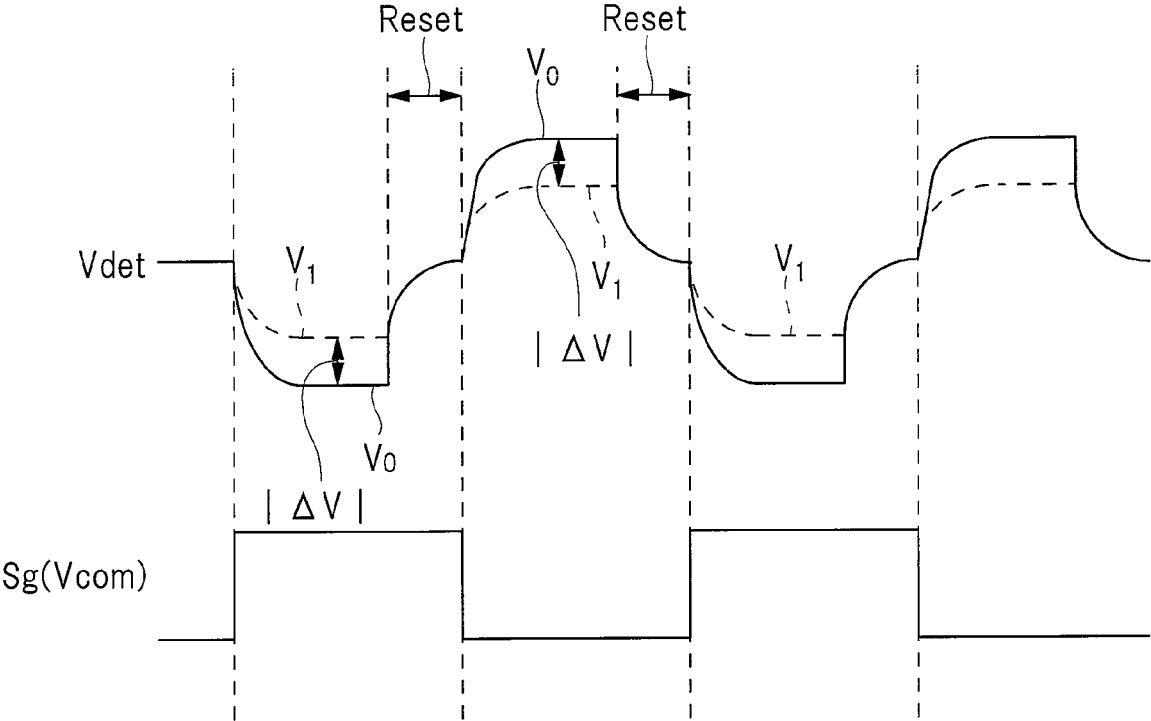 Reset
Reset
V₀
Vdet
V₁
V₁
V₁
| ΔV |
V₀
| ΔV |
Sg(Vcom)